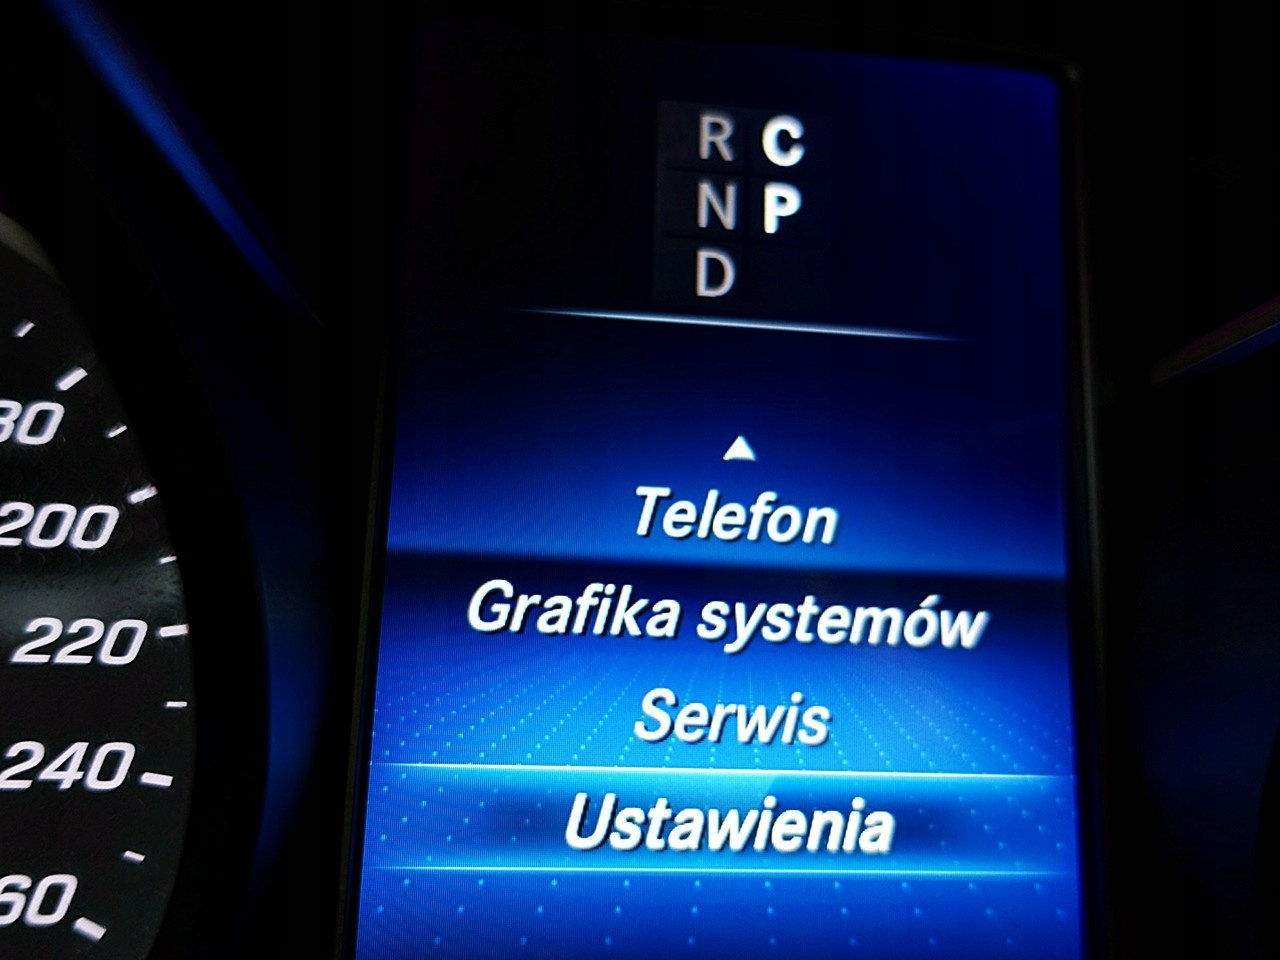 R C
N P
D
Telefon
Grafika systemów
Serwis
Ustawienia
200
220
240